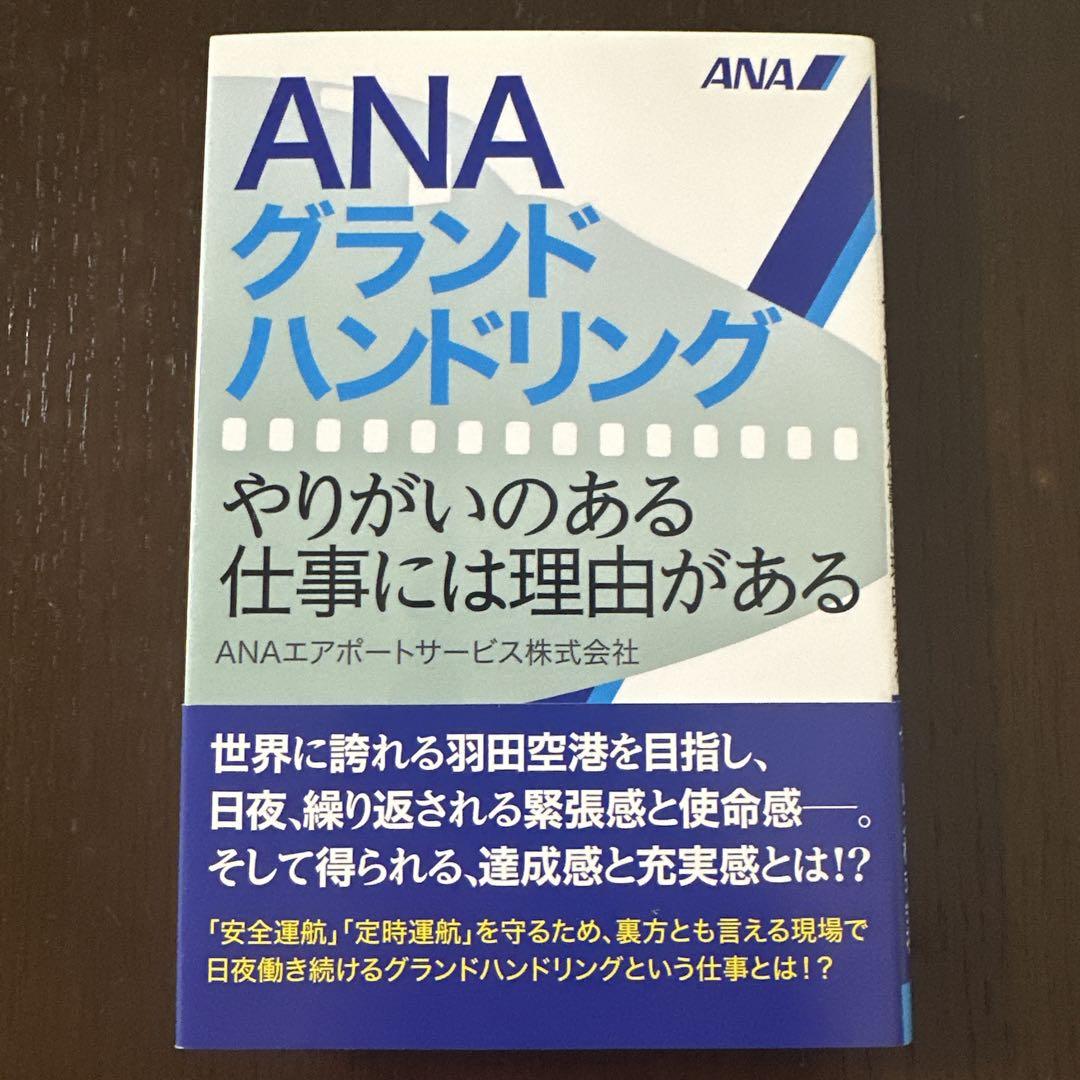 ANA
ANA
グランド
ハンドリング
やりがいのある
仕事には理由がある
ANAエアポートサービス株式会社
世界に誇れる羽田空港を目指し、
日夜、繰り返される緊張感と使命感──。
そして得られる、達成感と充実感とは!?
「安全運航」「定時運航」を守るため、裏方とも言える現場で
日夜働き続けるグランドハンドリングという仕事とは!?